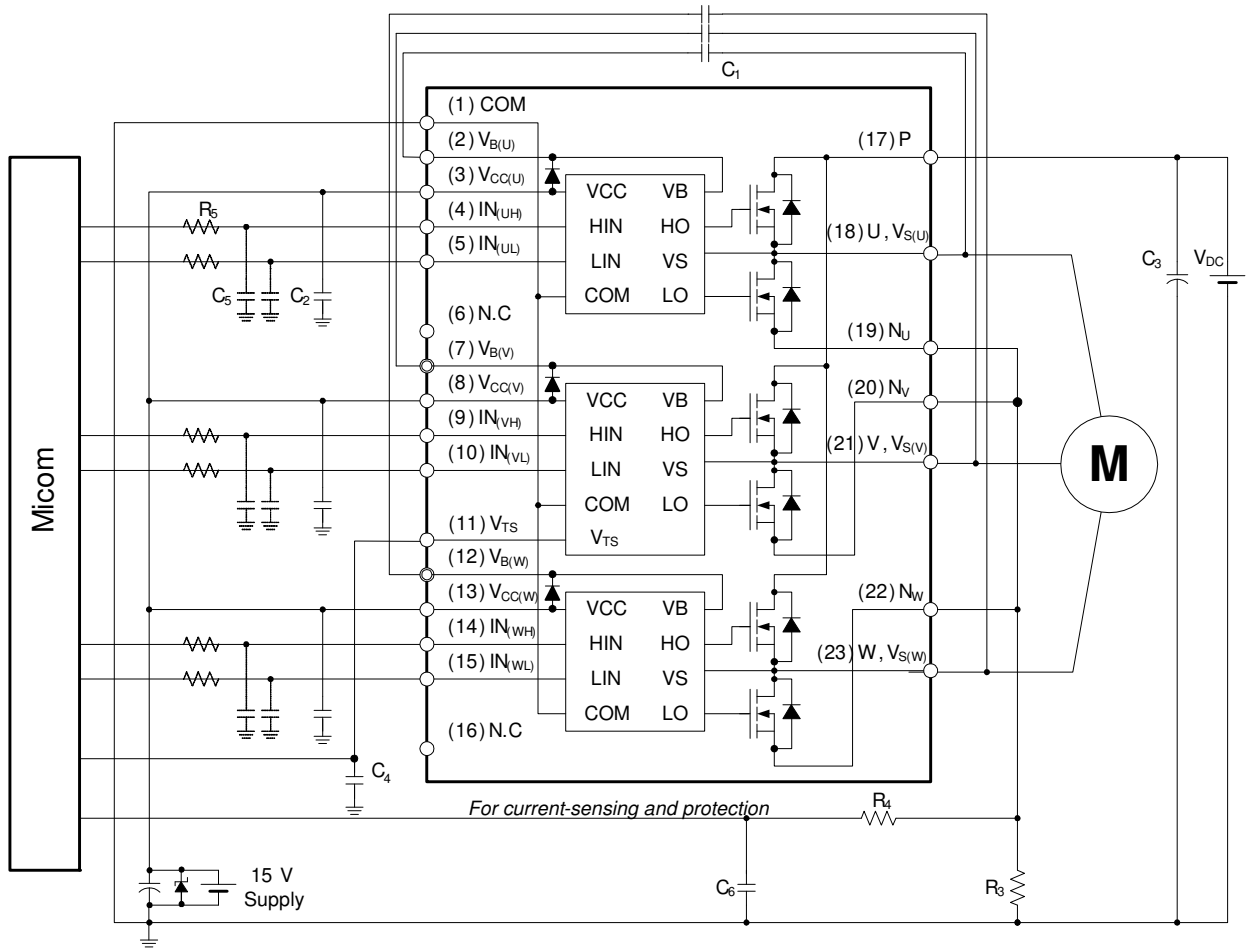 C1
(1) COM
(2) VB(U)
(3) VCC(U)
(4) IN(UH)
(5) IN(UL)
(6) N.C
(7) VB(V)
(8) VCC(V)
(9) IN(VH)
(10) IN(VL)
(11) VTS
(12) VB(W)
(13) VCC(W)
(14) IN(WH)
(15) IN(WL)
(16) N.C
VCC VB
HIN HO
LIN VS
COM LO
VCC VB
HIN HO
LIN VS
COM LO
VTS
VCC VB
HIN HO
LIN VS
COM LO
(17) P
(18) U, VS(U)
(19) NU
(20) NV
(21) V, VS(V)
(22) NW
(23) W, VS(W)
Micom
R5
C5
C2
C3
VDC
M
C4
For current-sensing and protection
R4
C6
R3
15 V
Supply